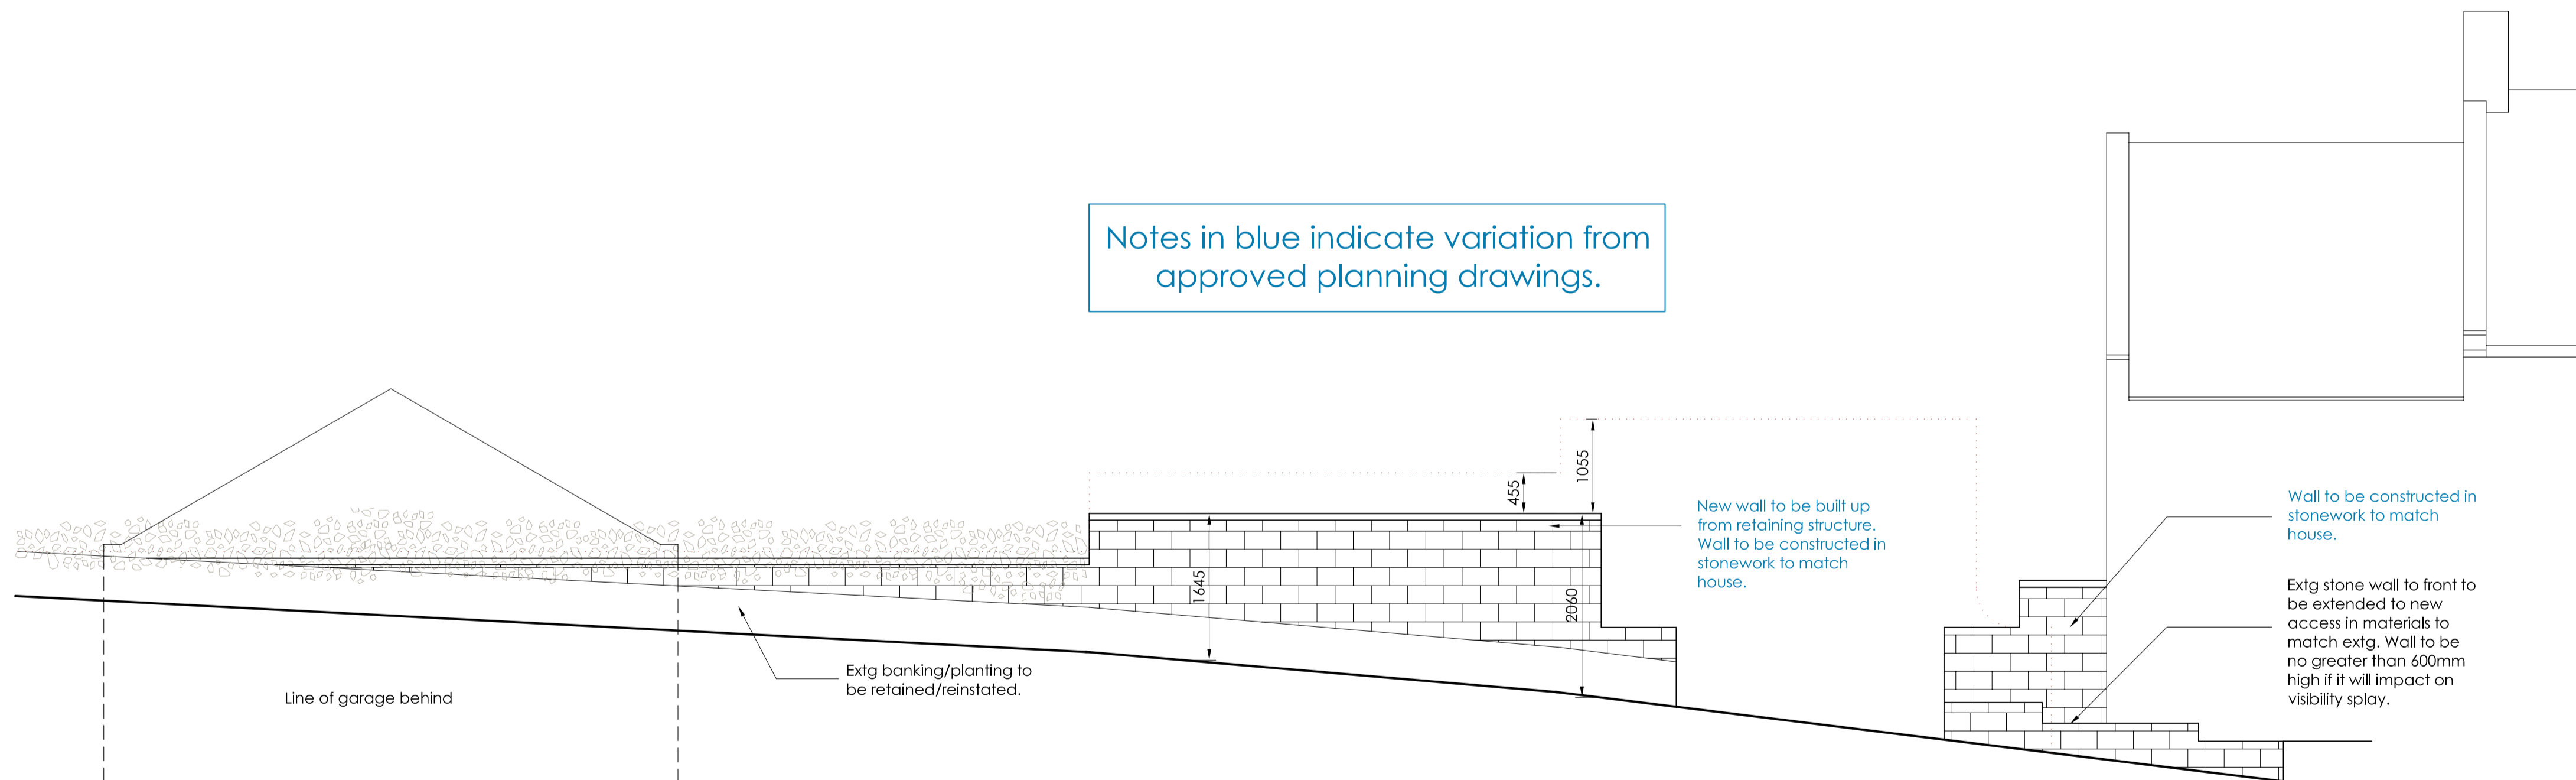 Notes in blue indicate variation from
approved planning drawings.
1055
455
New wall to be built up
from retaining structure.
Wall to be constructed in
stonework to match
house.
Wall to be constructed in
stonework to match
house.
1645
2060
Extg stone wall to front to
be extended to new
access in materials to
match extg. Wall to be
no greater than 600mm
high if it will impact on
visibility splay.
Extg banking/planting to
be retained/reinstated.
Line of garage behind